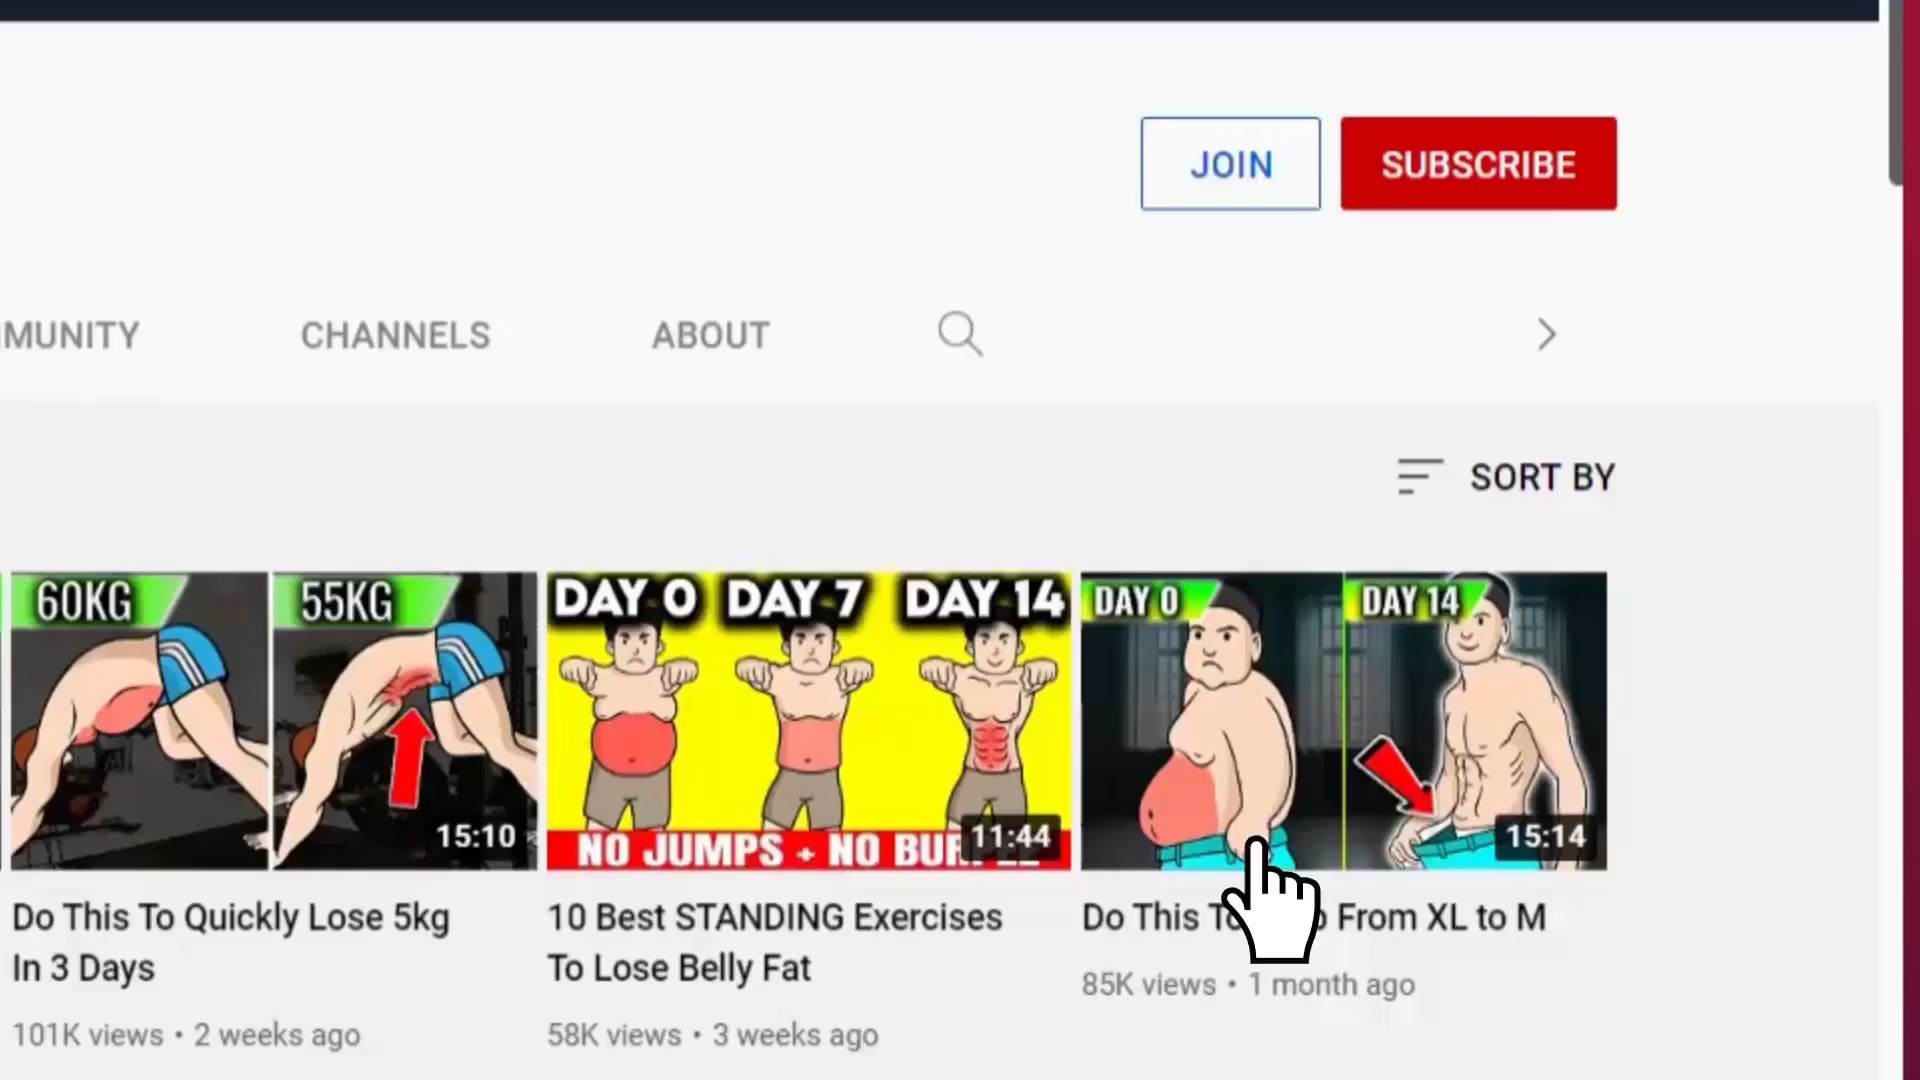 JOIN
SUBSCRIBE
MUNITY
CHANNELS
ABOUT
SORT BY
60KG
55KG
15:10
DAY 0
DAY 7
DAY 14
NO JUMPS + NO
11:44
DAY 0
DAY 14
15:14
Do This To Quickly Lose 5kg
In 3 Days
101K views • 2 weeks ago
10 Best STANDING Exercises
To Lose Belly Fat
58K views • 3 weeks ago
Do This From XL to M
85K views • 1 month ago